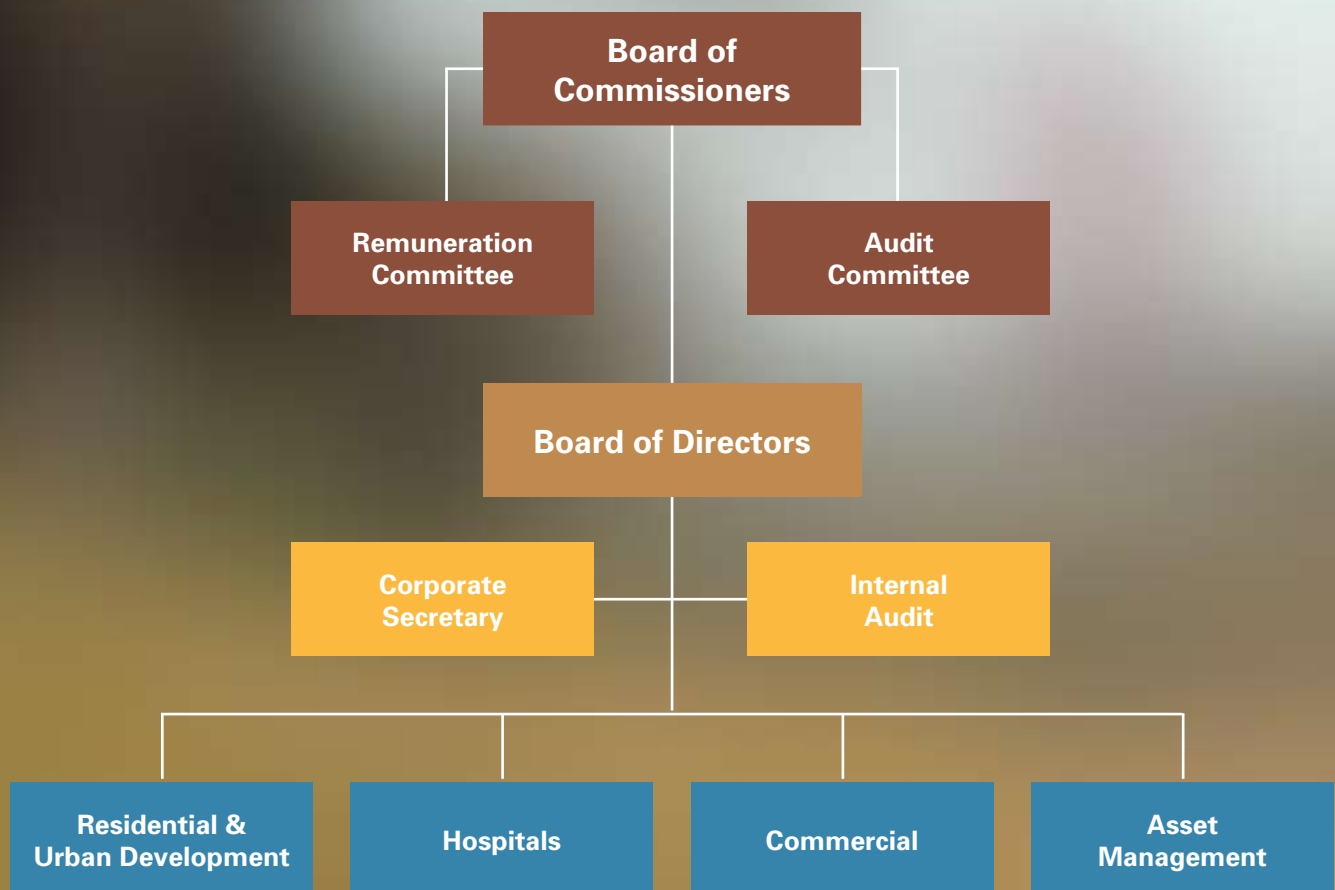 Board of
Commissioners
Remuneration
Committee
Audit
Committee
Board of Directors
Corporate
Secretary
Internal
Audit
Residential &
Urban Development
Hospitals
Commercial
Asset
Management